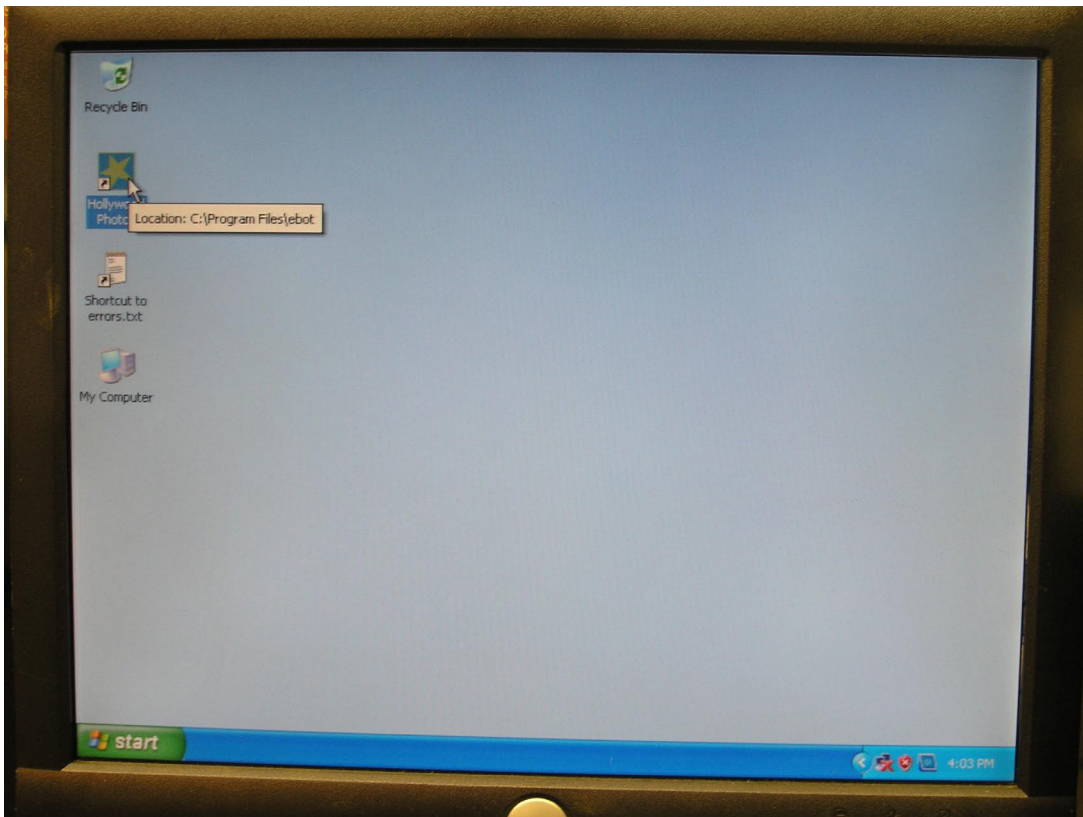 Recycle Bin
Location: C:\Program Files\ebot
Shortcut to
errors.txt
My Computer
start
4:03 PM